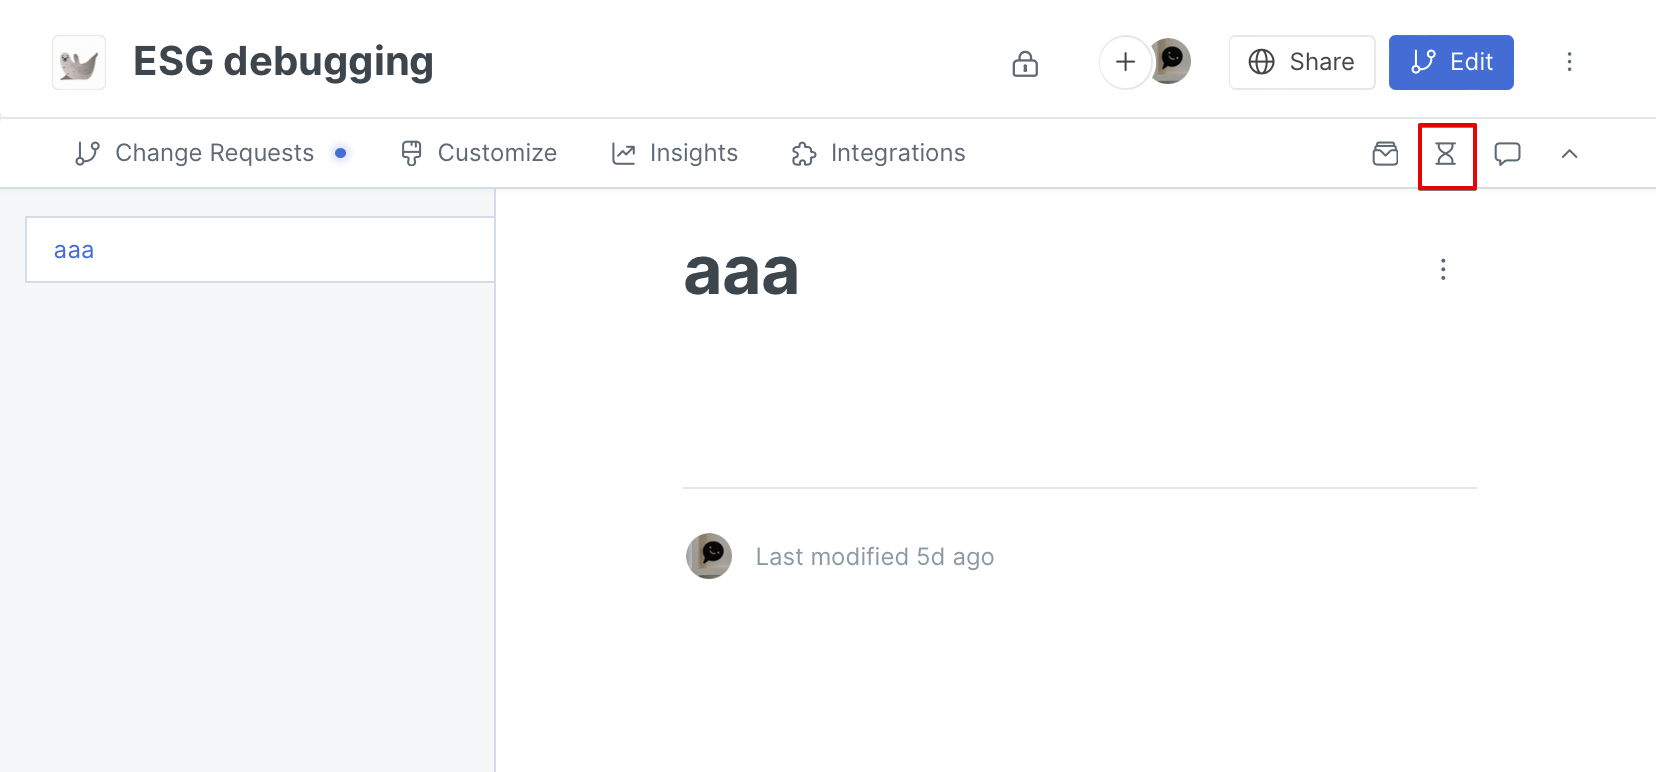 ESG debugging
Share
Edit
Change Requests
Customize
Insights
Integrations
aaa
aaa
Last modified 5d ago